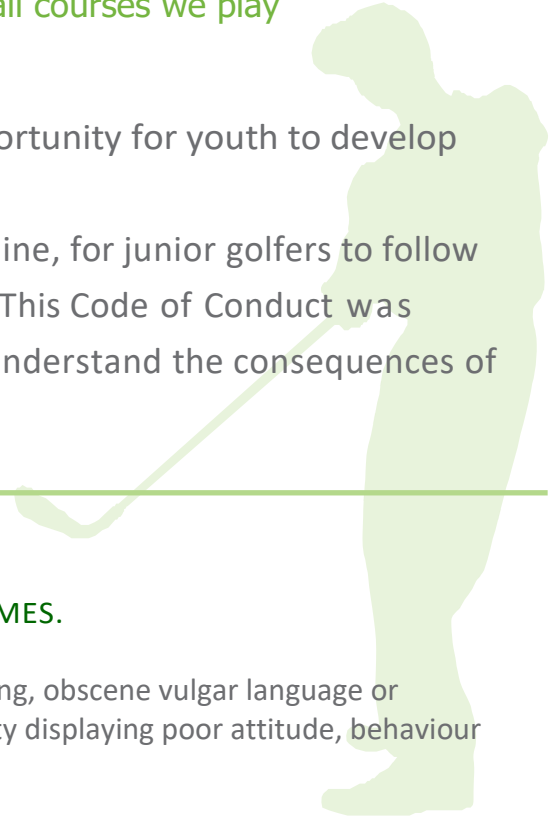 all courses we play
ortunity for youth to develop
ine, for junior golfers to follow
This Code of Conduct was
nderstand the consequences of
MES.
ng, obscene vulgar language or
ty displaying poor attitude, behaviour